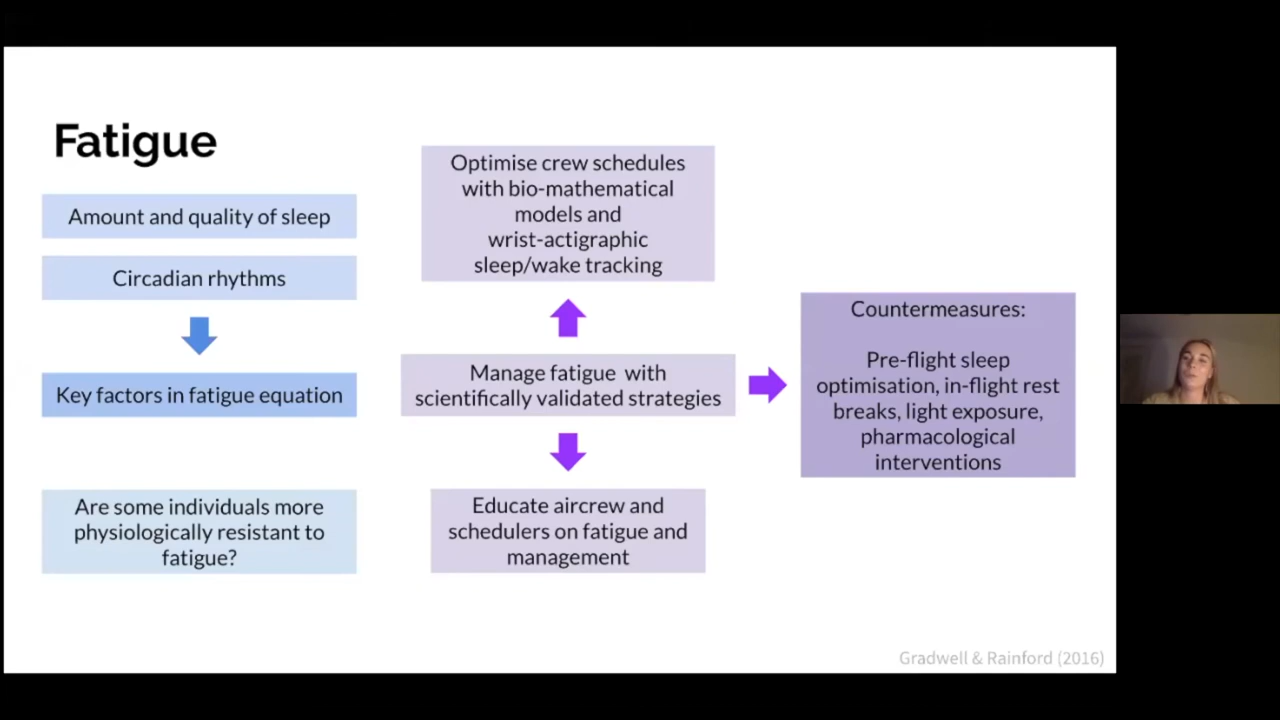 Fatigue
Amount and quality of sleep
Circadian rhythms
Key factors in fatigue equation
Are some individuals more
physiologically resistant to
fatigue?
Optimise crew schedules
with bio-mathematical
models and
wrist-actigraphic
sleep/wake tracking
Manage fatigue with
scientifically validated strategies
Educate aircrew and
schedulers on fatigue and
management
Countermeasures:
Pre-flight sleep
optimisation, in-flight rest
breaks, light exposure,
pharmacological
interventions
Gradwell & Rainford (2016)